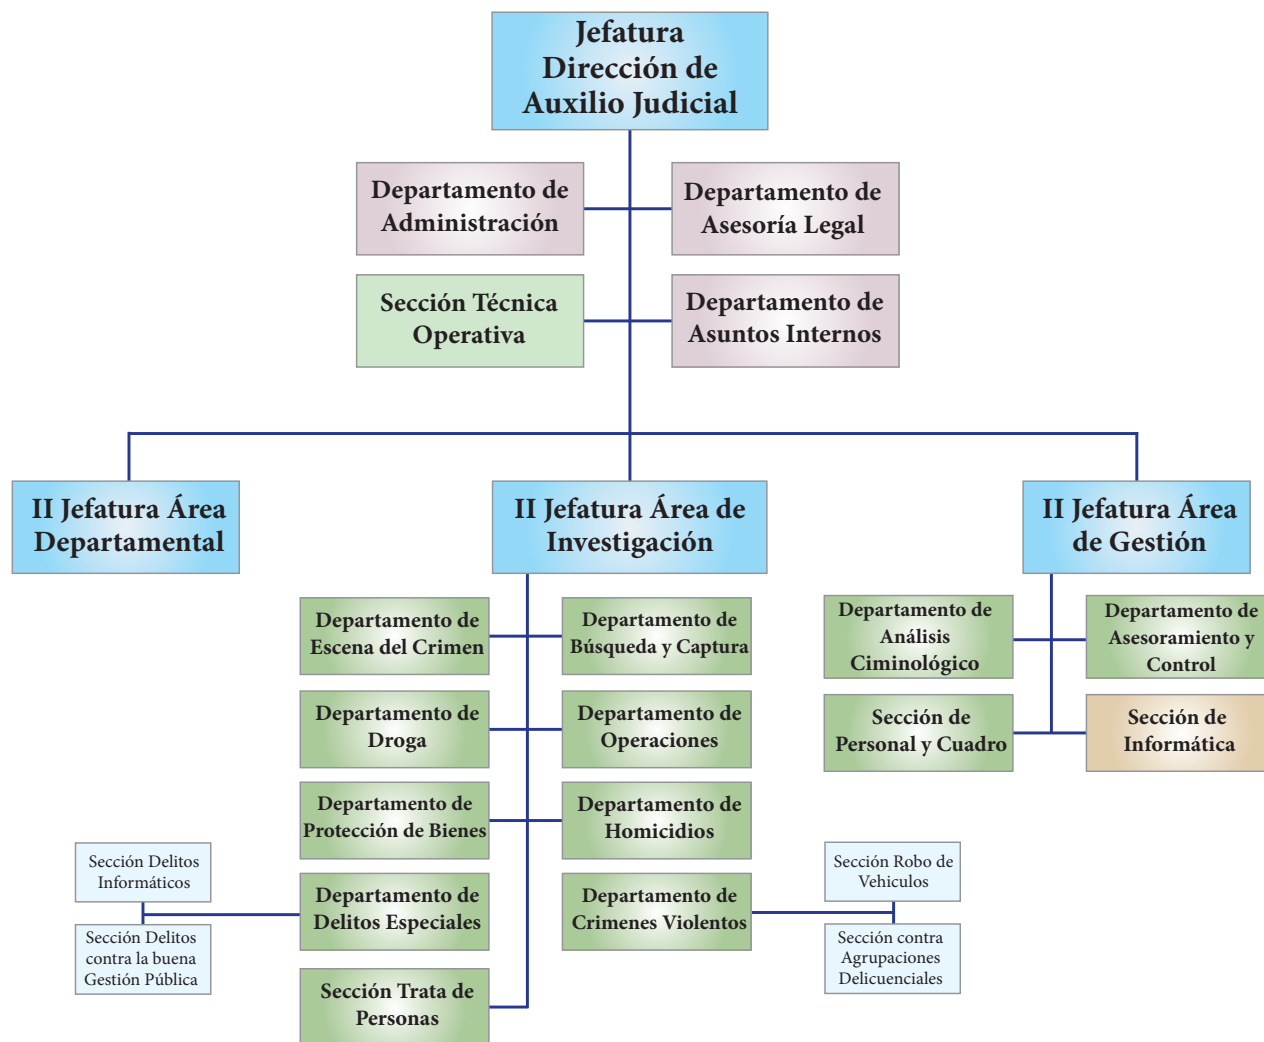 Jefatura
Dirección de
Auxilio Judicial
Departamento de
Administración
Departamento de
Asesoría Legal
Sección Técnica
Operativa
Departamento de
Asuntos Internos
II Jefatura Área
Departamental
II Jefatura Área de
Investigación
II Jefatura Área
de Gestión
Departamento de
Escena del Crimen
Departamento de
Búsqueda y Captura
Departamento de
Análisis
Ciminológico
Departamento de
Asesoramiento y
Control
Departamento de
Droga
Departamento de
Operaciones
Sección de
Personal y Cuadro
Sección de
Informática
Departamento de
Protección de Bienes
Departamento de
Homicidios
Sección Delitos
Informáticos
Sección Robo de
Vehiculos
Departamento de
Delitos Especiales
Departamento de
Crimenes Violentos
Sección Delitos
contra la buena
Gestión Pública
Sección contra
Agrupaciones
Delicuenciales
Sección Trata de
Personas